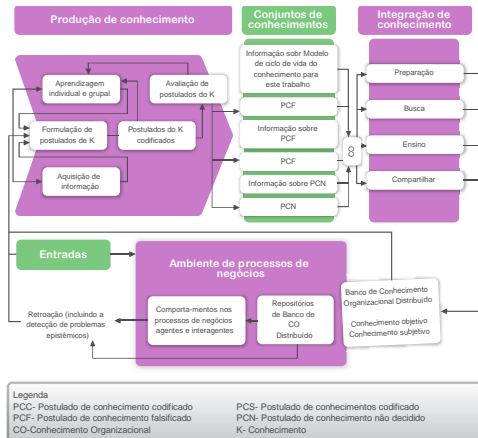 Produção de conhecimento
Conjuntos de
conhecimentos
Integração de
conhecimento
Aprendizagem
individual e grupal
Avaliação de
postulados do K
Formulação de
postulados de K
Postulados do K
codificados
Aquisição de
informação
Informação sobr Modelo
de ciclo de vida do
conhecimento para
este trabalho
PCF
Informação sobre
PCF
PCF
Informação sobre PCN
PCN
8
Preparação
Busca
Ensino
Compartilhar
Entradas
Ambiente de processos de
negócios
Retroação (incluindo a
detecção de problemas
epistêmicos)
Comporta-mentos nos
processos de negócios
agentes e interagentes
Repositórios
de Banco de
CO
Distribuído
Banco de Conhecimento
Organizacional Distribuído
Conhecimento objetivo
Conhecimento subjetivo
Legenda
PCC- Postulado de conhecimento codificado
PCF- Postulado de conhecimento falsificado
CO-Conhecimento Organizacional
PCS- Postulado de conhecimentos codificado
PCN- Postulado de conhecimento não decidido
K- Conhecimento